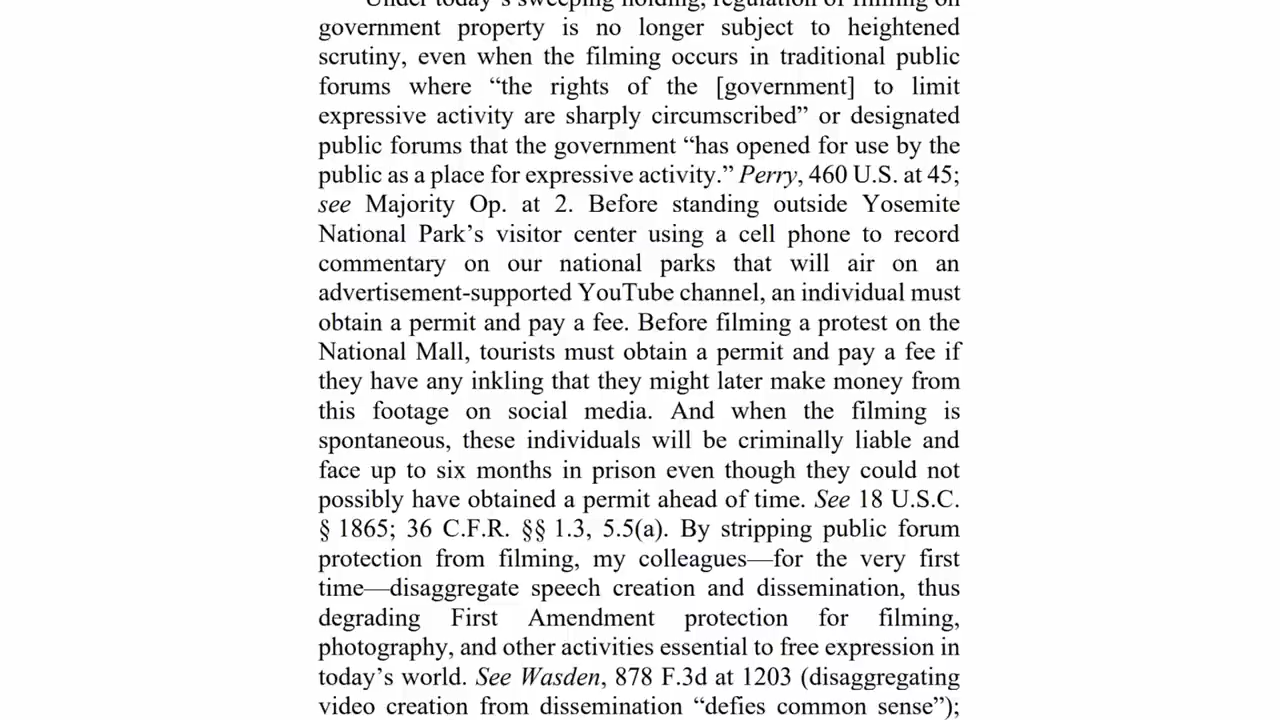 Under today's sweeping holding, regulation of filming on
government property is no longer subject to heightened
scrutiny, even when the filming occurs in traditional public
forums where “the rights of the [government] to limit
expressive activity are sharply circumscribed” or designated
public forums that the government “has opened for use by the
public as a place for expressive activity.” Perry, 460 U.S. at 45;
see Majority Op. at 2. Before standing outside Yosemite
National Park’s visitor center using a cell phone to record
commentary on our national parks that will air on an
advertisement-supported YouTube channel, an individual must
obtain a permit and pay a fee. Before filming a protest on the
National Mall, tourists must obtain a permit and pay a fee if
they have any inkling that they might later make money from
this footage on social media. And when the filming is
spontaneous, these individuals will be criminally liable and
face up to six months in prison even though they could not
possibly have obtained a permit ahead of time. See 18 U.S.C.
§ 1865; 36 C.F.R. §§ 1.3, 5.5(a). By stripping public forum
protection from filming, my colleagues—for the very first
time—disaggregate speech creation and dissemination, thus
degrading First Amendment protection for filming,
photography, and other activities essential to free expression in
today’s world. See Wasden, 878 F.3d at 1203 (disaggregating
video creation from dissemination “defies common sense”);